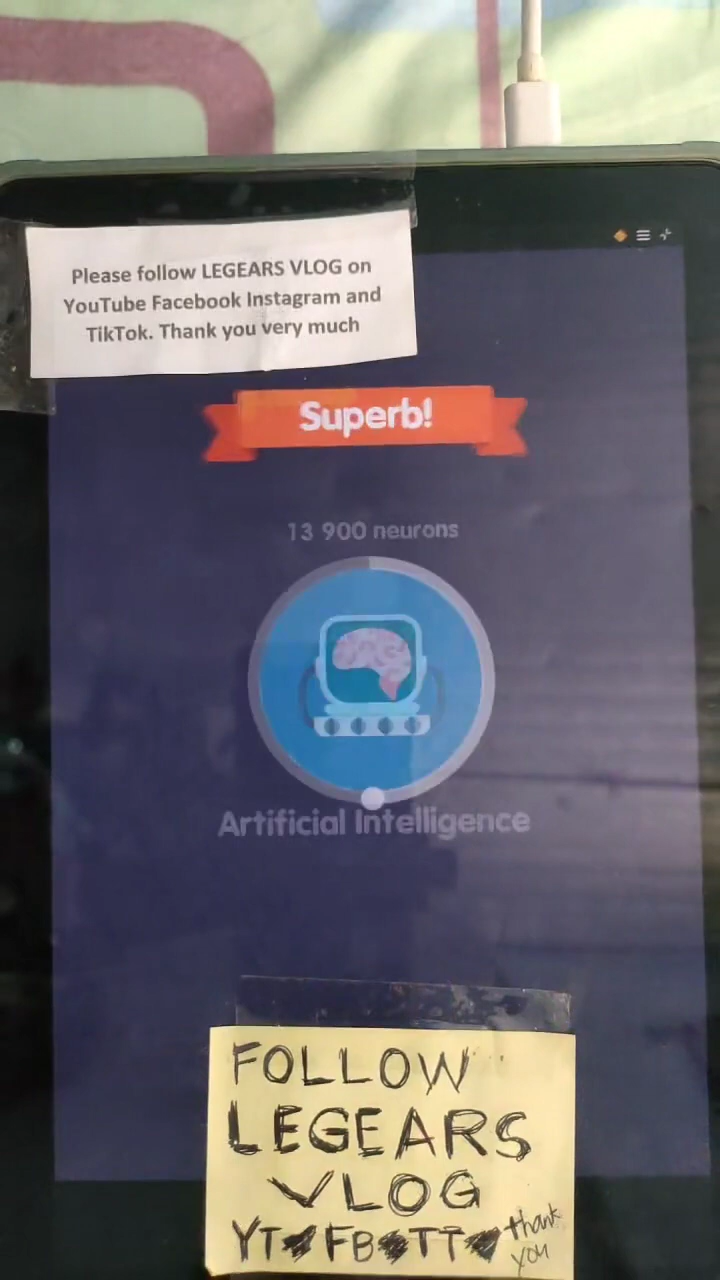 Please follow LEGEARS VLOG on
YouTube Facebook Instagram and
TikTok. Thank you very much
Superb!
13 900 neurons
Artificial Intelligence
FOLLOW
LEGEARS
VLOG
YT FB TT thank
you